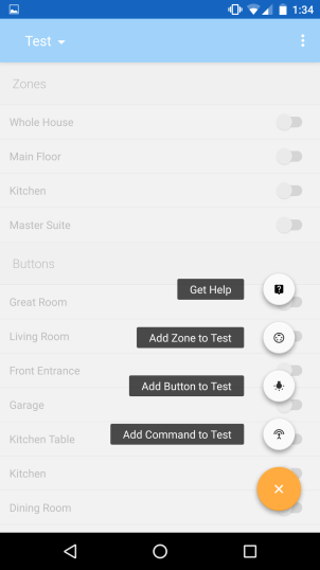 1:34
Test
Zones
Whole House
Main Floor
Kitchen
Master Suite
Buttons
Get Help
Great Room
Add Zone to Test
Living Room
Front Entrance
Add Button to Test
Garage
Add Command to Test
Kitchen Table
Kitchen
Dining Room